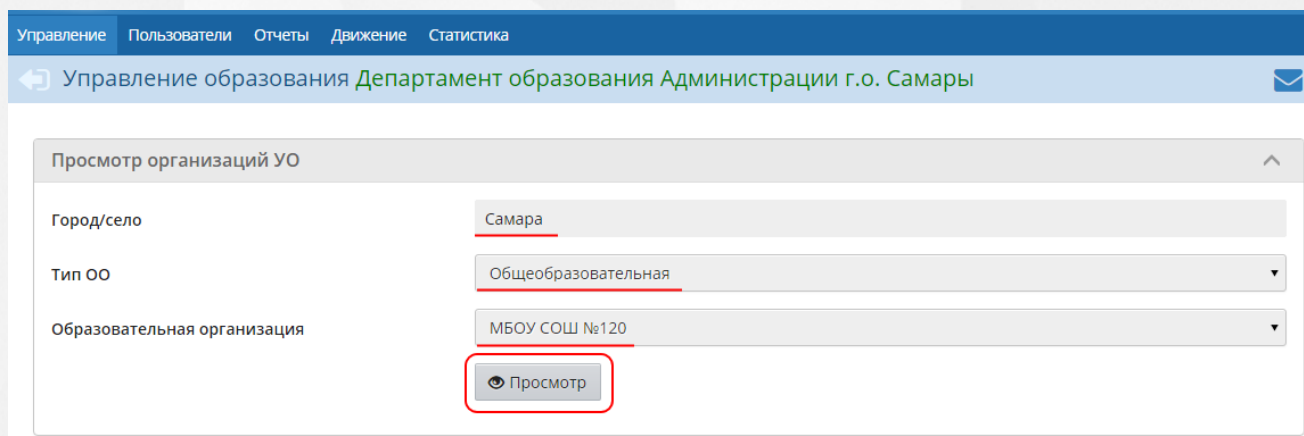 Управление Пользователи Отчеты Движение Статистика
Управление образования Департамент образования Администрации г.о. Самары
Просмотр организаций УО
Город/село Самара
Тип ОО Общеобразовательная
Образовательная организация МБОУ СОШ №120
Просмотр